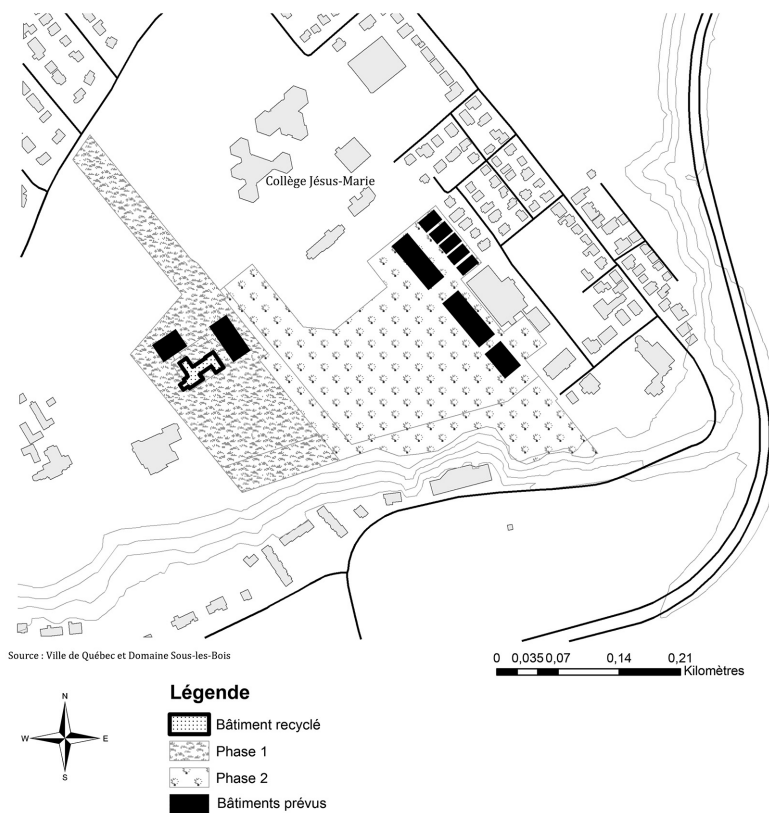 Collège Jésus-Marie
Source : Ville de Québec et Domaine Sous-les-Bois
0 0,035 0,07 0,14 0,21
Kilomètres
N
W E
S
Légende
Bâtiment recyclé
Phase 1
Phase 2
Bâtiments prévus